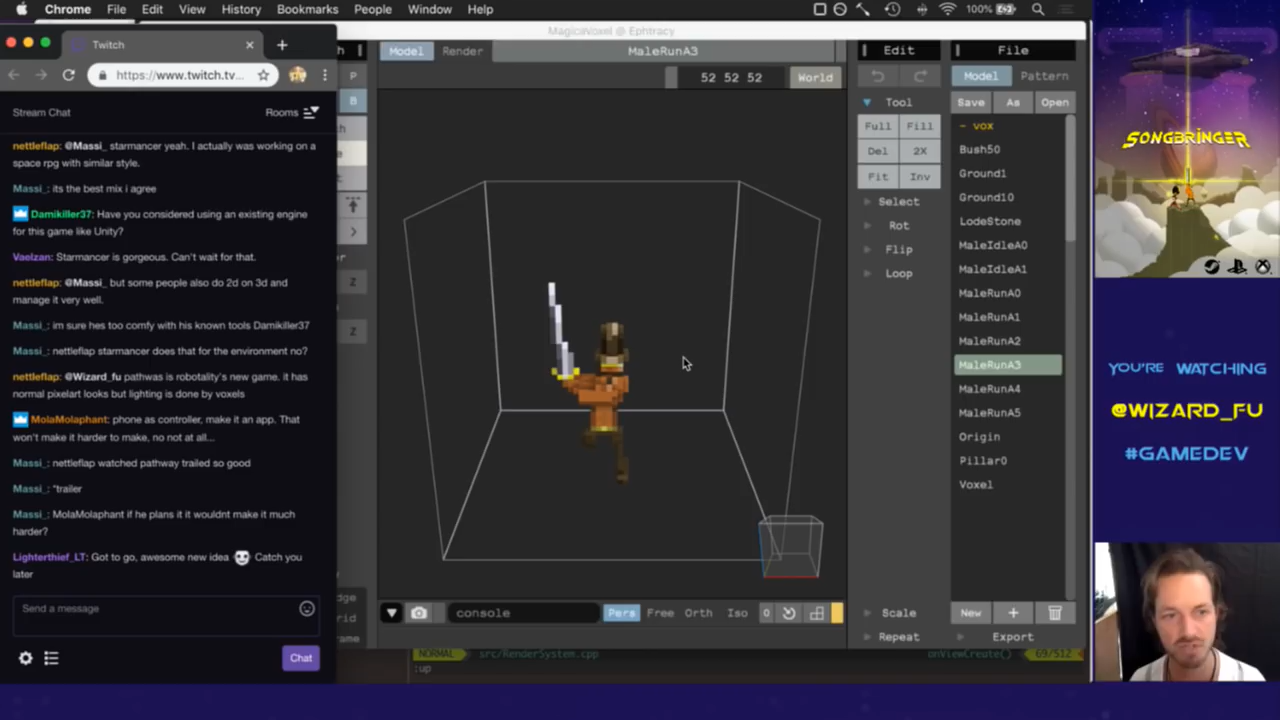 Chrome File Edit View History Bookmarks People Window Help
100%
Twitch
https://www.twitch.tv...
Stream Chat
Rooms
nettleflap: @Massi_ starmancer yeah. I actually was working on a
space rpg with similar style.
Massi_: its the best mix i agree
Damikiller37: Have you considered using an existing engine
for this game like Unity?
Vaelzan: Starmancer is gorgeous. Can't wait for that.
nettleflap: @Massi_ but some people also do 2d on 3d and
manage it very well.
Massi_: im sure hes too comfy with his known tools Damikiller37
Massi_: nettleflap starmancer does that for the environment no?
nettleflap: @Wizard_fu pathwas is robotality's new game. it has
normal pixelart looks but lighting is done by voxels
MolaMolaphant: phone as controller, make it an app. That
won't make it harder to make, no not at all...
Massi_: nettleflap watched pathway trailed so good
Massi_: *trailer
Massi_: MolaMolaphant if he plans it it wouldnt make it much
harder?
Lighterthief_LT: Got to go, awesome new idea Catch you
later
Send a message
Chat
MagicaVoxel @ Ephtracy
Model Render MaleRunA3
52 52 52 World
P
B
Z
Z
console
Pers Free Orth Iso 0
Edit
Tool
Full Fill
Del 2X
Fit Inv
Select
Rot
Flip
Loop
Scale
Repeat
File
Model Pattern
Save As Open
- vox
Bush50
Ground1
Ground10
LodeStone
MaleIdleA0
MaleIdleA1
MaleRunA0
MaleRunA1
MaleRunA2
MaleRunA3
MaleRunA4
MaleRunA5
Origin
Pillar0
Voxel
New +
Export
NORMAL src/RenderSystem.cpp onViewCreate() 69/512
:up
SONGBRINGER
YOU'RE WATCHING
@WIZARD_FU
#GAMEDEV